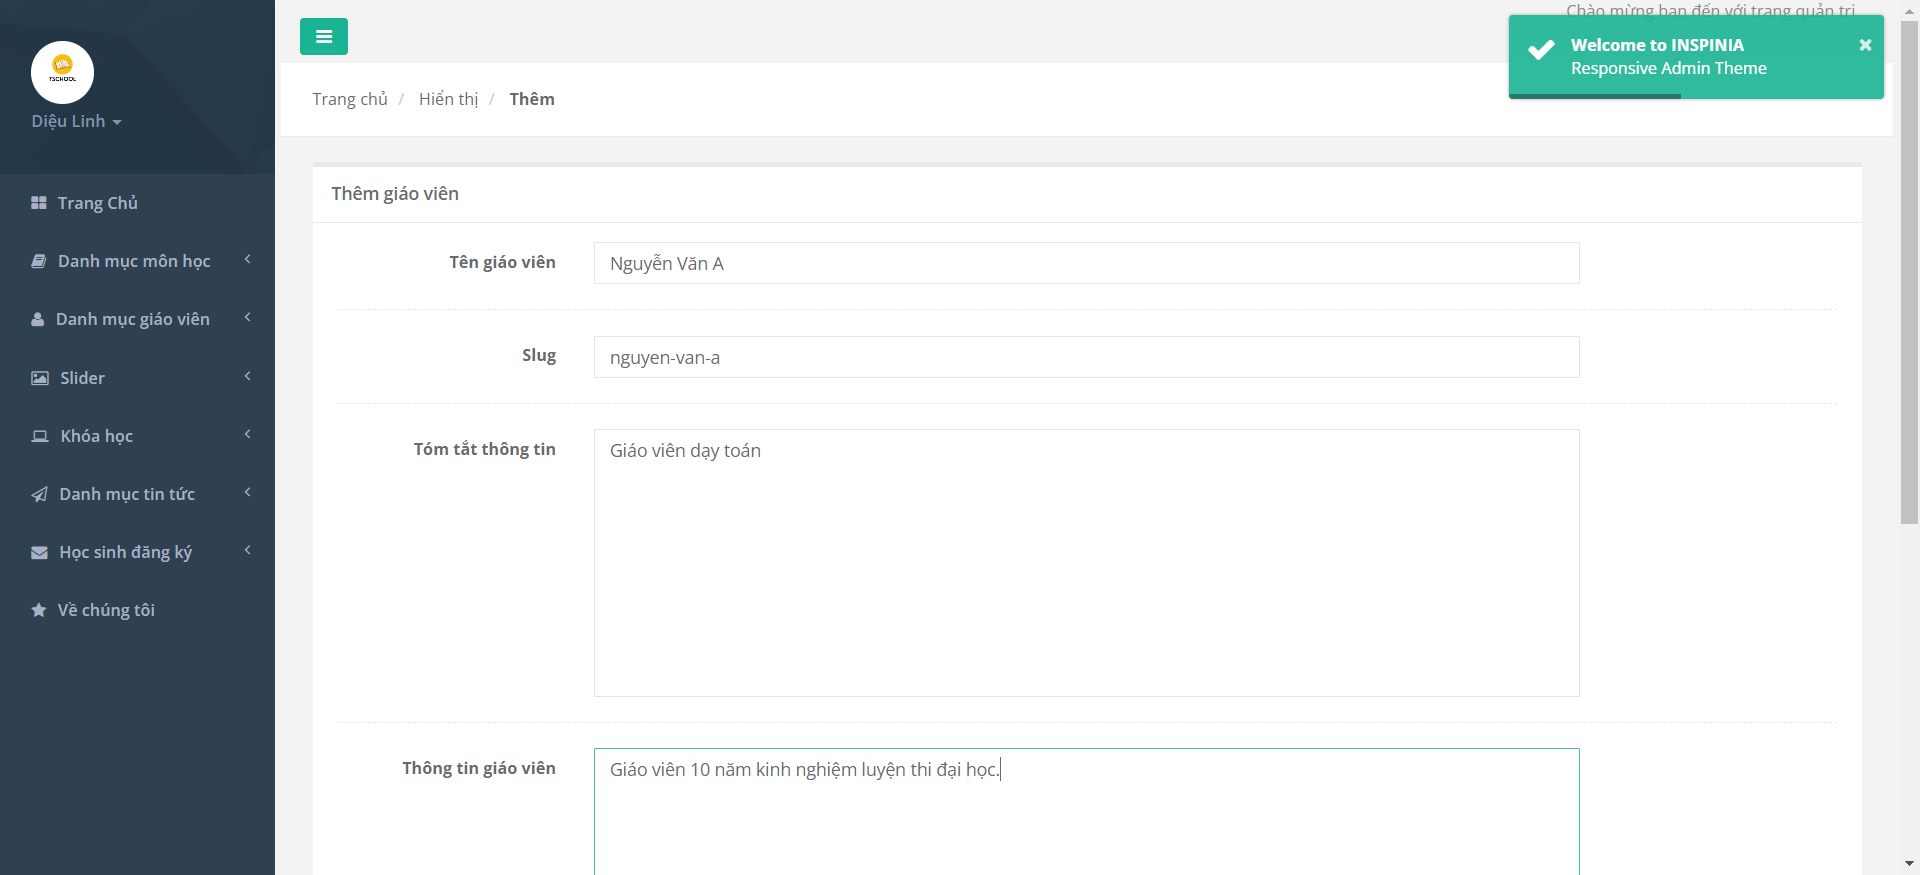 TSCHOOL
Diệu Linh
Trang Chủ
Danh mục môn học
Danh mục giáo viên
Slider
Khóa học
Danh mục tin tức
Học sinh đăng ký
Về chúng tôi
Chào mừng bạn đến với trang quản trị
Welcome to INSPINIA
Responsive Admin Theme
Trang chủ / Hiển thị / Thêm
Thêm giáo viên
Tên giáo viên
Nguyễn Văn A
Slug
nguyen-van-a
Tóm tắt thông tin
Giáo viên dạy toán
Thông tin giáo viên
Giáo viên 10 năm kinh nghiệm luyện thi đại học.